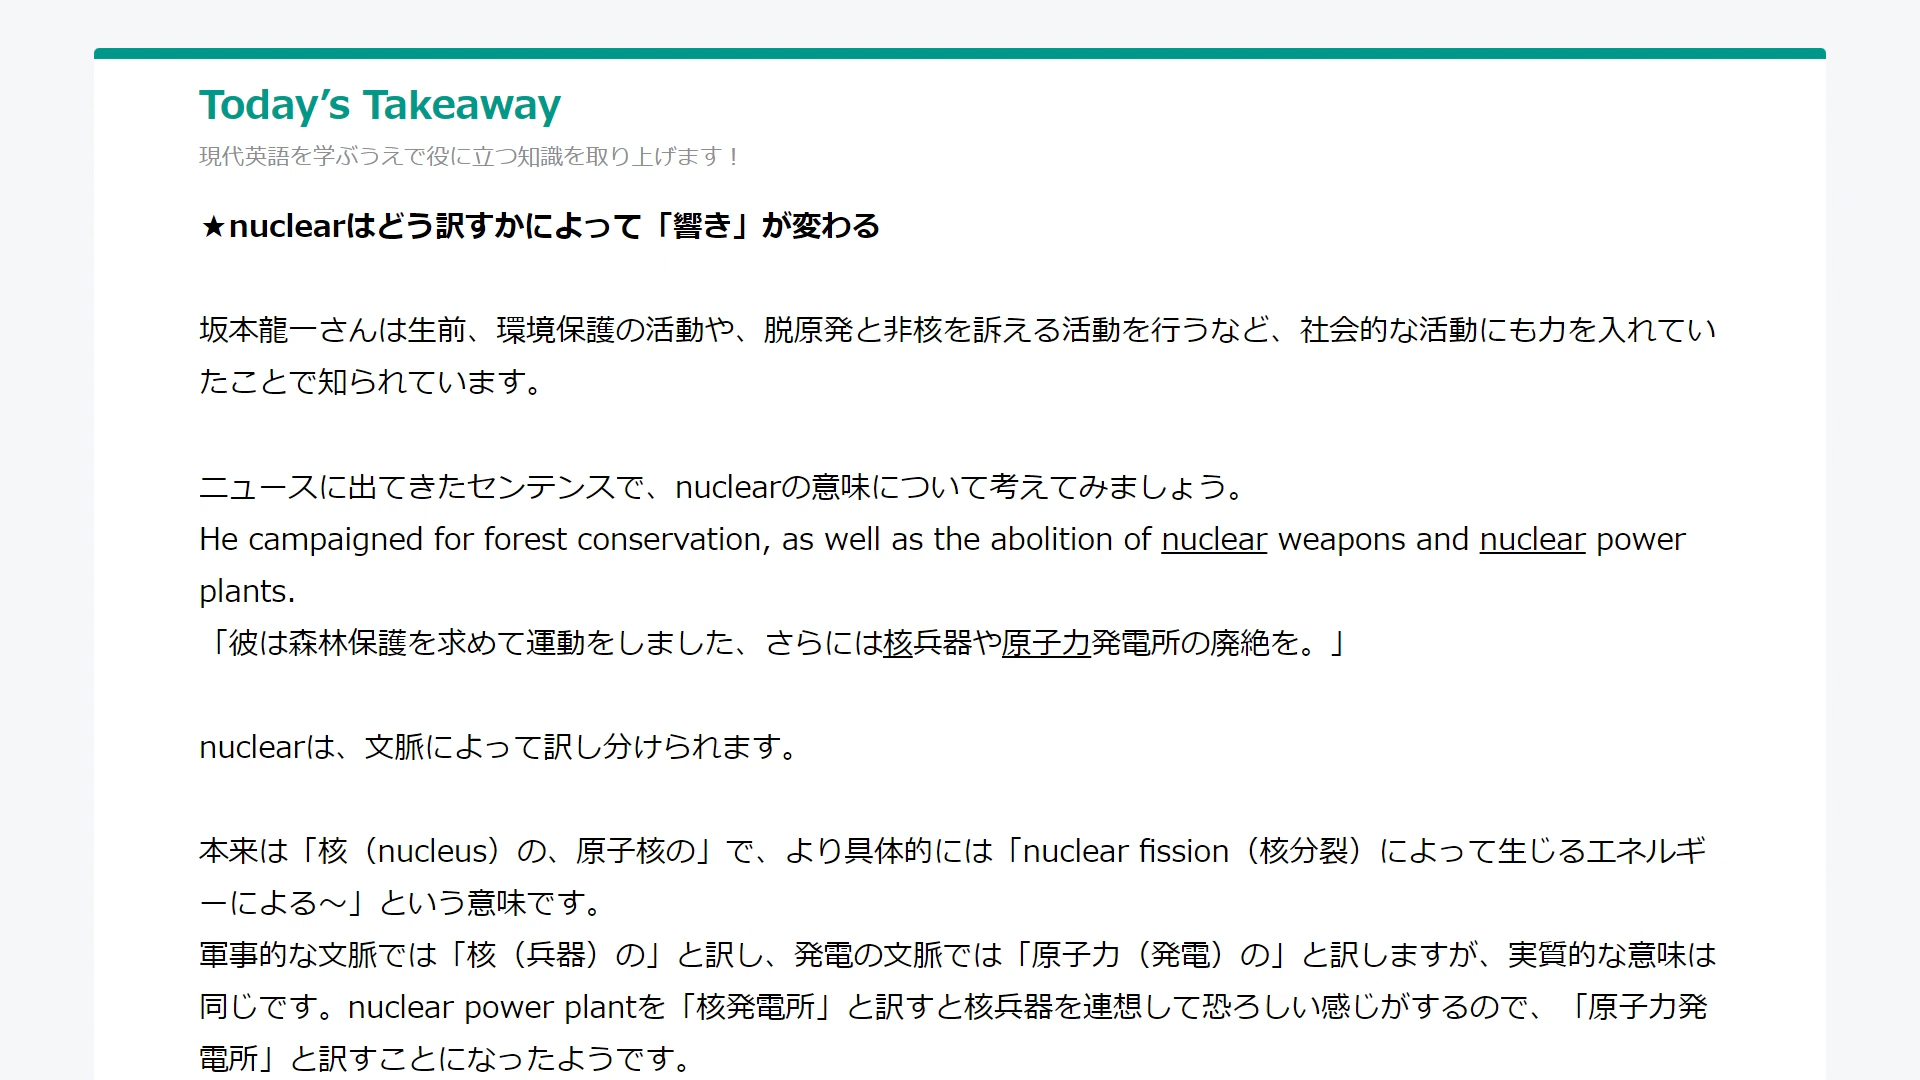 Today’s Takeaway
現代英語を学ぶうえで役に立つ知識を取り上げます！
★nuclearはどう訳すかによって「響き」が変わる
坂本龍一さんは生前、環境保護の活動や、脱原発と非核を訴える活動を行うなど、社会的な活動にも力を入れてい
たことで知られています。
ニュースに出てきたセンテンスで、nuclearの意味について考えてみましょう。
He campaigned for forest conservation, as well as the abolition of nuclear weapons and nuclear power
plants.
「彼は森林保護を求めて運動をしました、さらには核兵器や原子力発電所の廃絶を。」
nuclearは、文脈によって訳し分けられます。
本来は「核（nucleus）の、原子核の」で、より具体的には「nuclear fission（核分裂）によって生じるエネルギ
ーによる～」という意味です。
軍事的な文脈では「核（兵器）の」と訳し、発電の文脈では「原子力（発電）の」と訳しますが、実質的な意味は
同じです。nuclear power plantを「核発電所」と訳すと核兵器を連想して恐ろしい感じがするので、「原子力発
電所」と訳すことになったようです。